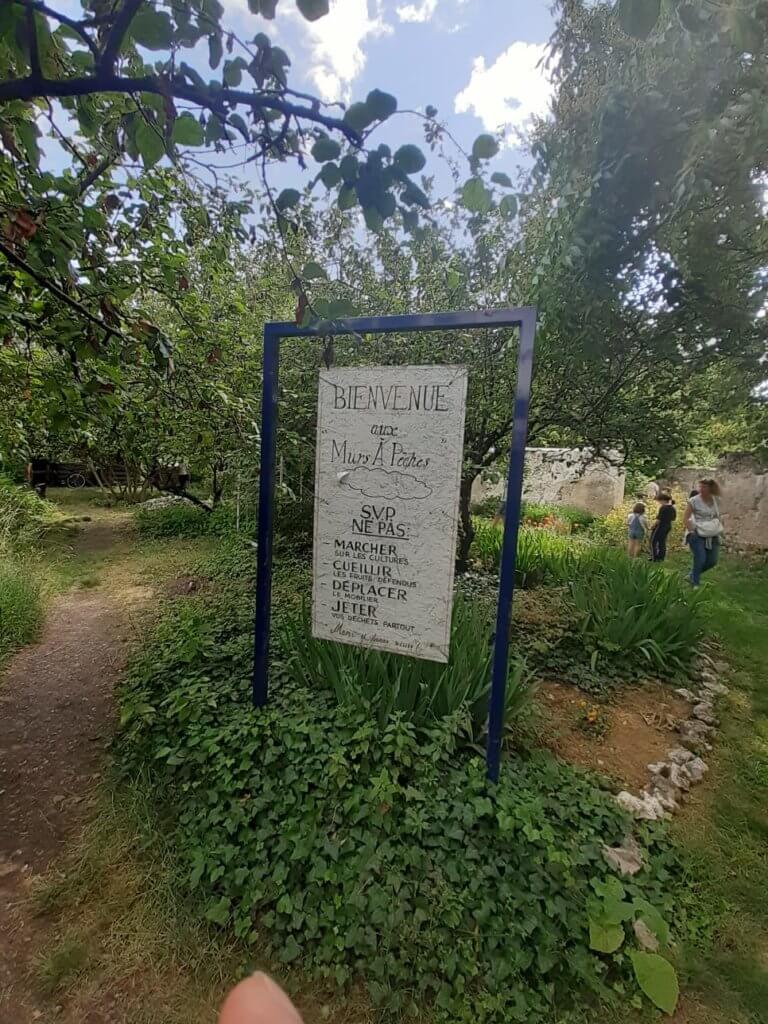 BIENVENUE
aux
"Murs À Pêches"
SVP
NE PAS:
- MARCHER
SUR LES CULTURES
- CUEILLIR
LES FRUITS DÉFENDUS
- DÉPLACER
LE MOBILIER
- JETER
VOS DÉCHETS PARTOUT
Merci